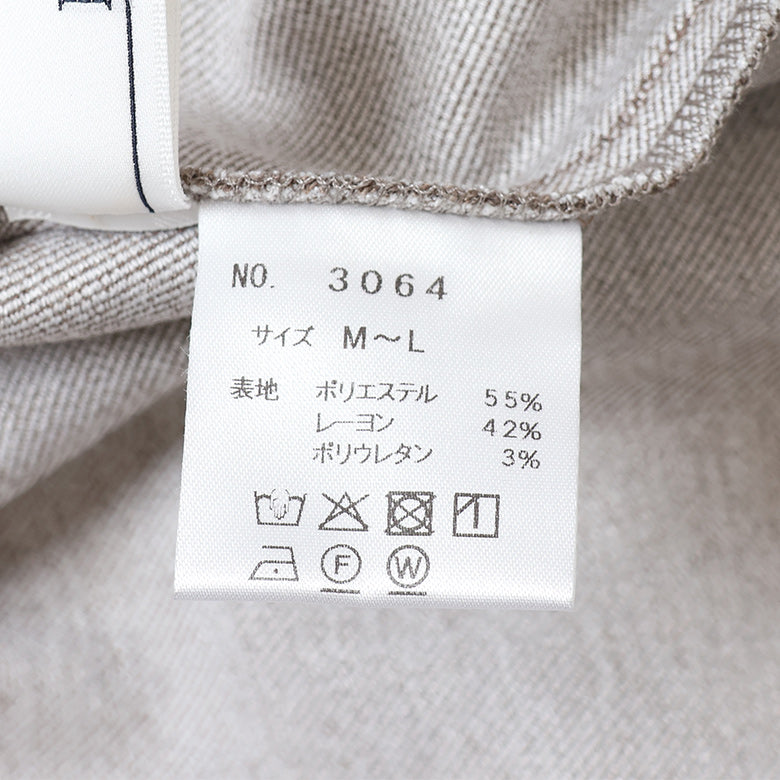 NO. 3064
サイズ M〜L
表地 ポリエステル 55%
レーヨン 42%
ポリウレタン 3%
F W